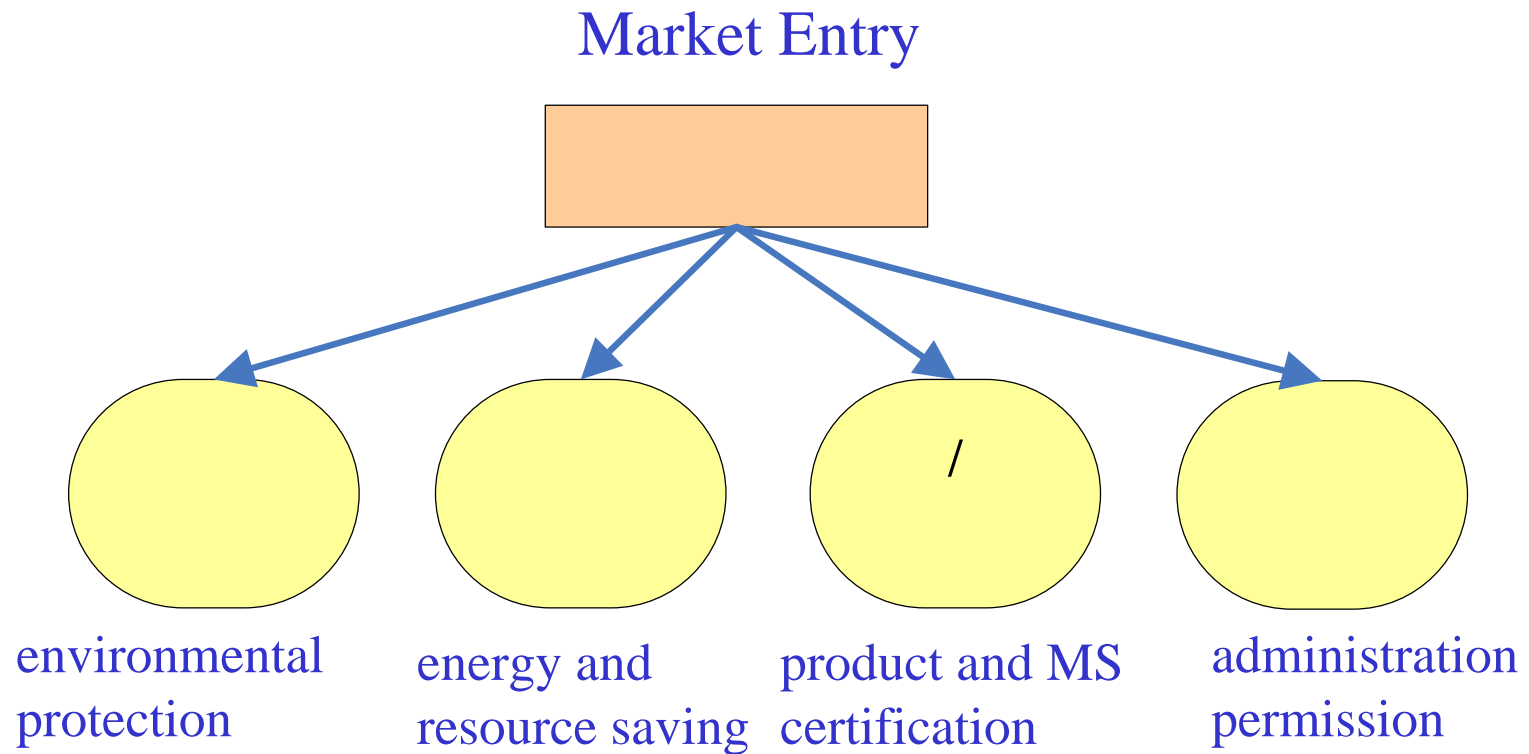 Market Entry
/
environmental
protection
energy and
resource saving
product and MS
certification
administration
permission